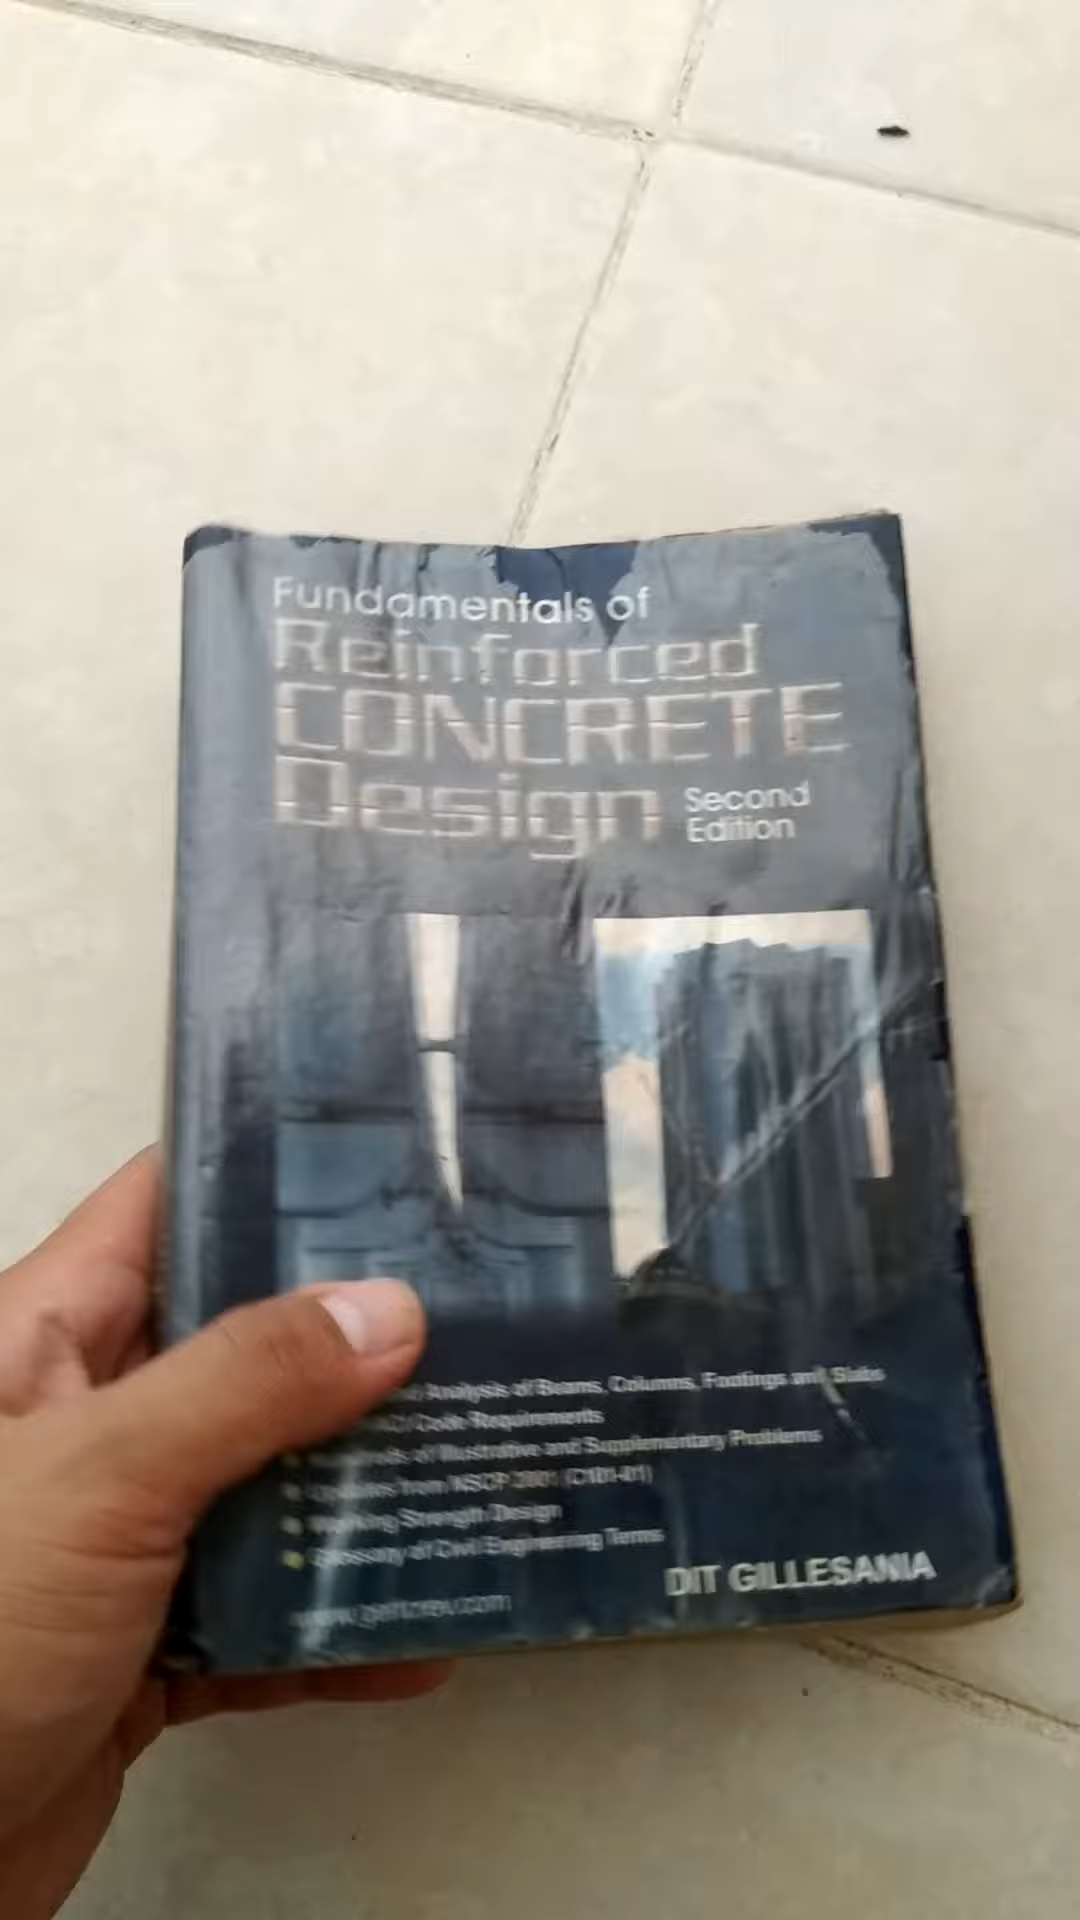 Fundamentals of
Reinforced
CONCRETE
Design
Second
Edition
Analysis of Beams, Columns, Footings and Slabs
Code Requirements
of Illustrative and Supplementary Problems
from NSCP 2001 (C101-01)
Working Strength Design
Glossary of Civil Engineering Terms
DIT GILLESANIA